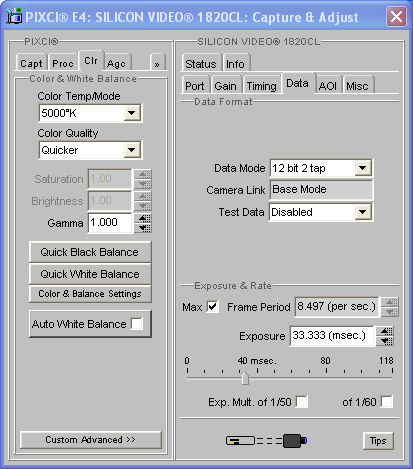 PIXCI® E4: SILICON VIDEO® 1820CL: Capture & Adjust
PIXCI®
Capt Proc Clr Agc »
Color & White Balance
Color Temp/Mode
5000°K
Color Quality
Quicker
Saturation 1.00
Brightness 1.00
Gamma 1.000
Quick Black Balance
Quick White Balance
Color & Balance Settings
Auto White Balance
Custom Advanced >>
SILICON VIDEO® 1820CL
Status Info
Port Gain Timing Data AOI Misc
Data Format
Data Mode 12 bit 2 tap
Camera Link Base Mode
Test Data Disabled
Exposure & Rate
Max Frame Period 8.497 (per sec.)
Exposure 33.333 (msec.)
0 40 msec. 80 118
Exp. Mult. of 1/50 of 1/60
Tips